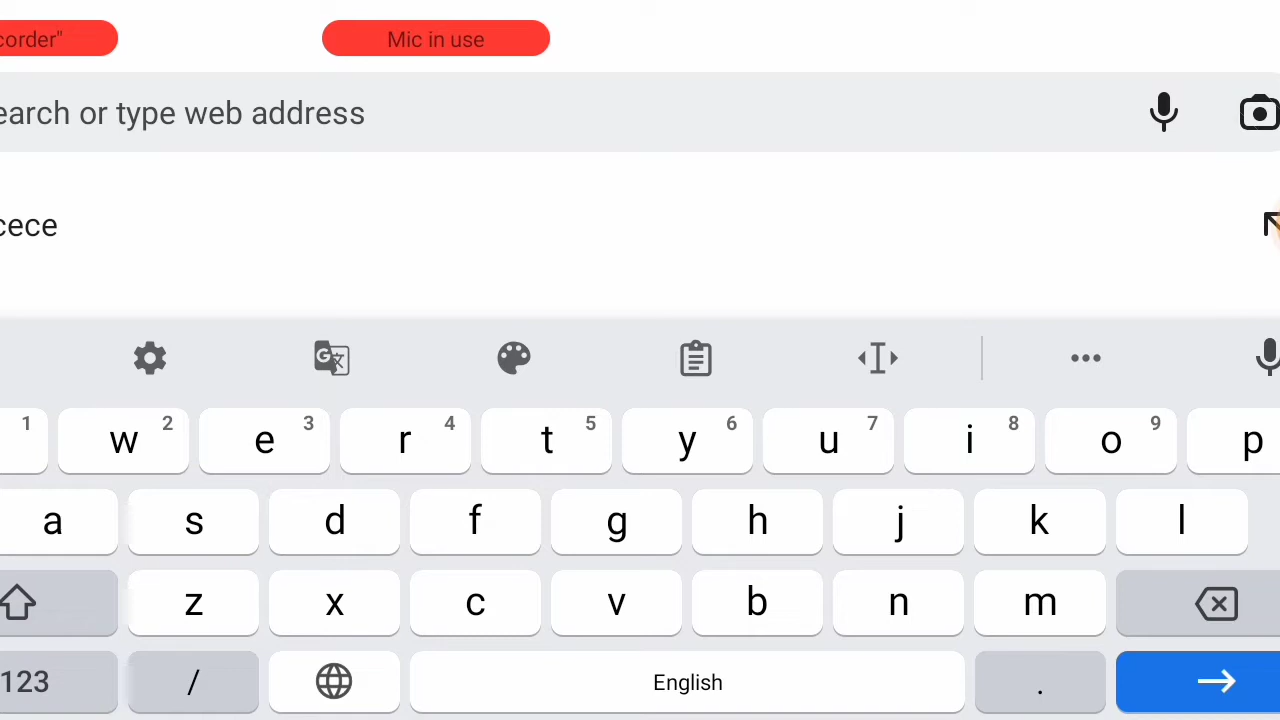 corder" Mic in use
earch or type web address
cece
1 w 2 e 3 r 4 t 5 y 6 u 7 i 8 o 9 p
a s d f g h j k l
z x c v b n m
123 / English .